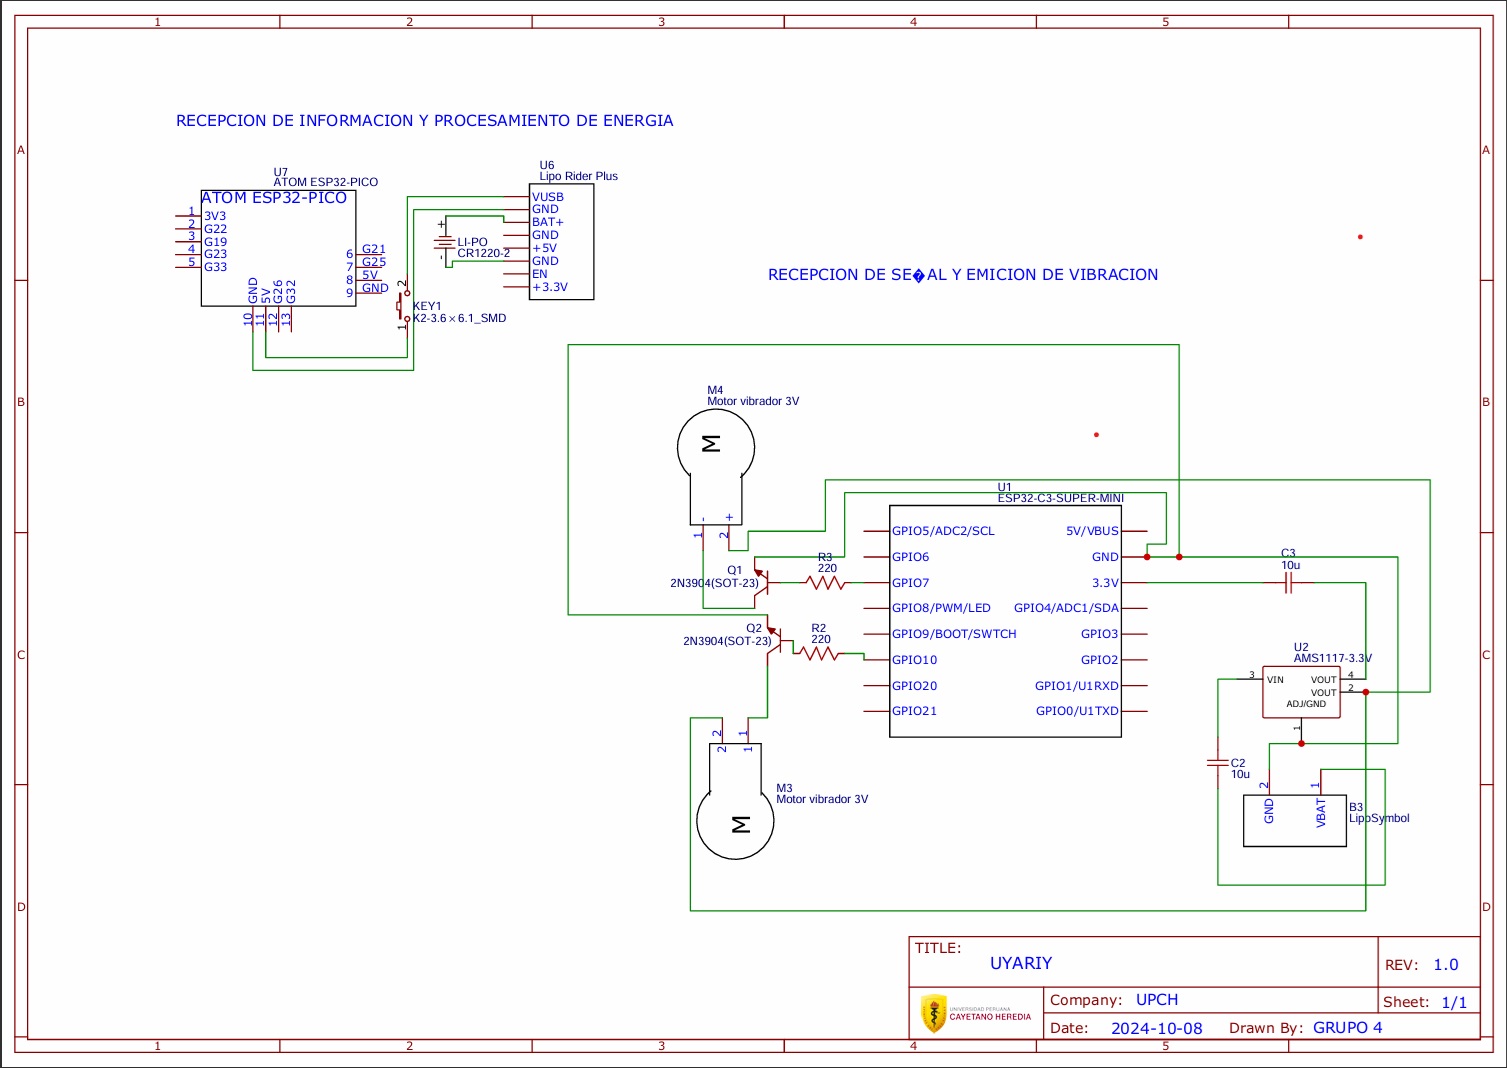 1 2 3 4 5
A
B
C
D
A
B
C
D
RECEPCION DE INFORMACION Y PROCESAMIENTO DE ENERGIA
U7
ATOM ESP32-PICO
ATOM ESP32-PICO
1 3V3
2 G22
3 G19
4 G23
5 G33
6 G21
7 G25
8 5V
9 GND
GND 5V G26 G32
10 11 12 13
U6
Lipo Rider Plus
VUSB
GND
BAT+
GND
+5V
GND
EN
+3.3V
+
-
LI-PO
CR1220-2
2
KEY1
K2-3.6×6.1_SMD
1
RECEPCION DE SE�AL Y EMICION DE VIBRACION
M4
Motor vibrador 3V
M
- +
1 2
Q1
2N3904(SOT-23)
R3
220
Q2
2N3904(SOT-23)
R2
220
2 1
2 1
M3
Motor vibrador 3V
M
U1
ESP32-C3-SUPER-MINI
GPIO5/ADC2/SCL
GPIO6
GPIO7
GPIO8/PWM/LED
GPIO9/BOOT/SWTCH
GPIO10
GPIO20
GPIO21
5V/VBUS
GND
3.3V
GPIO4/ADC1/SDA
GPIO3
GPIO2
GPIO1/U1RXD
GPIO0/U1TXD
C3
10u
U2
AMS1117-3.3V
3 VIN VOUT 4
VOUT 2
ADJ/GND
1
C2
10u
2 1
GND VBAT
B3
LipoSymbol
TITLE:
UYARIY
REV: 1.0
UNIVERSIDAD PERUANA
CAYETANO HEREDIA
Company: UPCH
Sheet: 1/1
Date: 2024-10-08 Drawn By: GRUPO 4
1 2 3 4 5